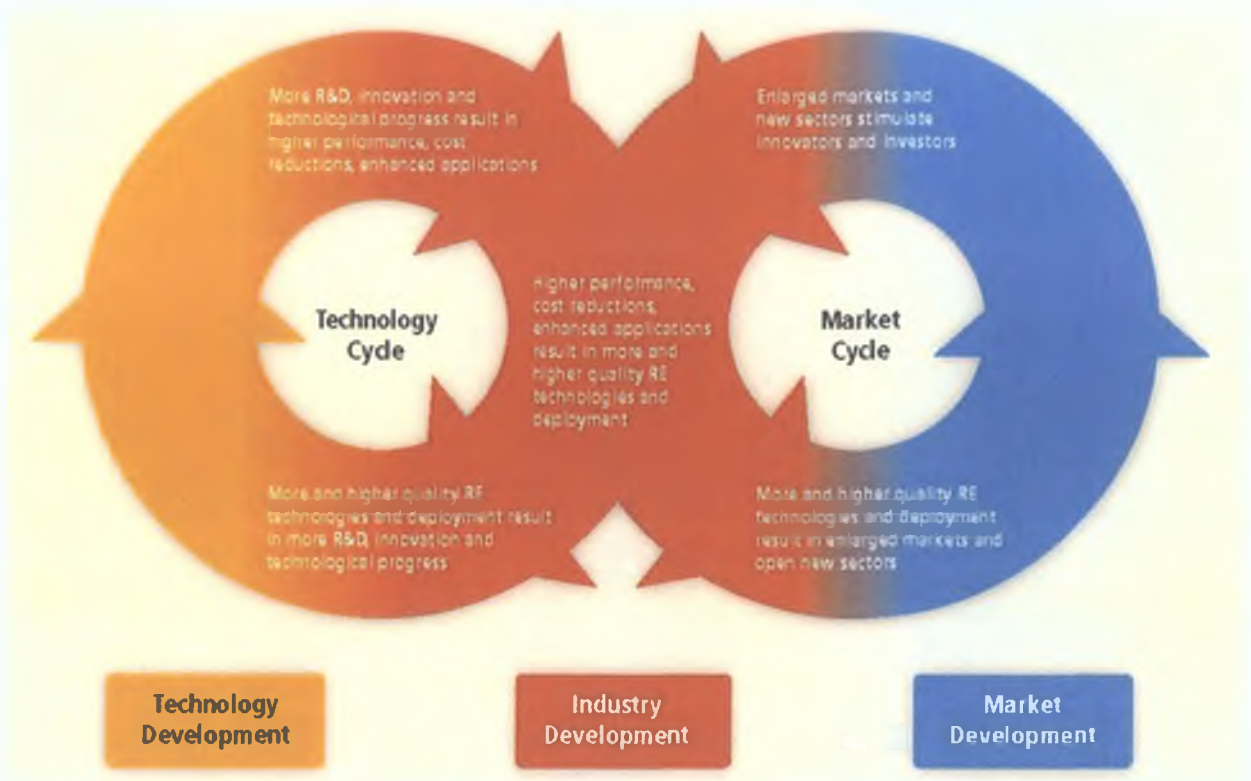 More R&D, innovation and
technological progress result in
higher performance, cost
reductions, enhanced applications
Enlarged markets and
new sectors stimulate
innovators and investors
Higher performance,
cost reductions,
enhanced applications
result in more and
higher quality RE
technologies and
deployment
Technology
Cycle
Market
Cycle
More and higher quality RE
technologies and deployment result
in more R&D, innovation and
technological progress
More and higher quality RE
technologies and deployment
result in enlarged markets and
open new sectors
Technology
Development
Industry
Development
Market
Development